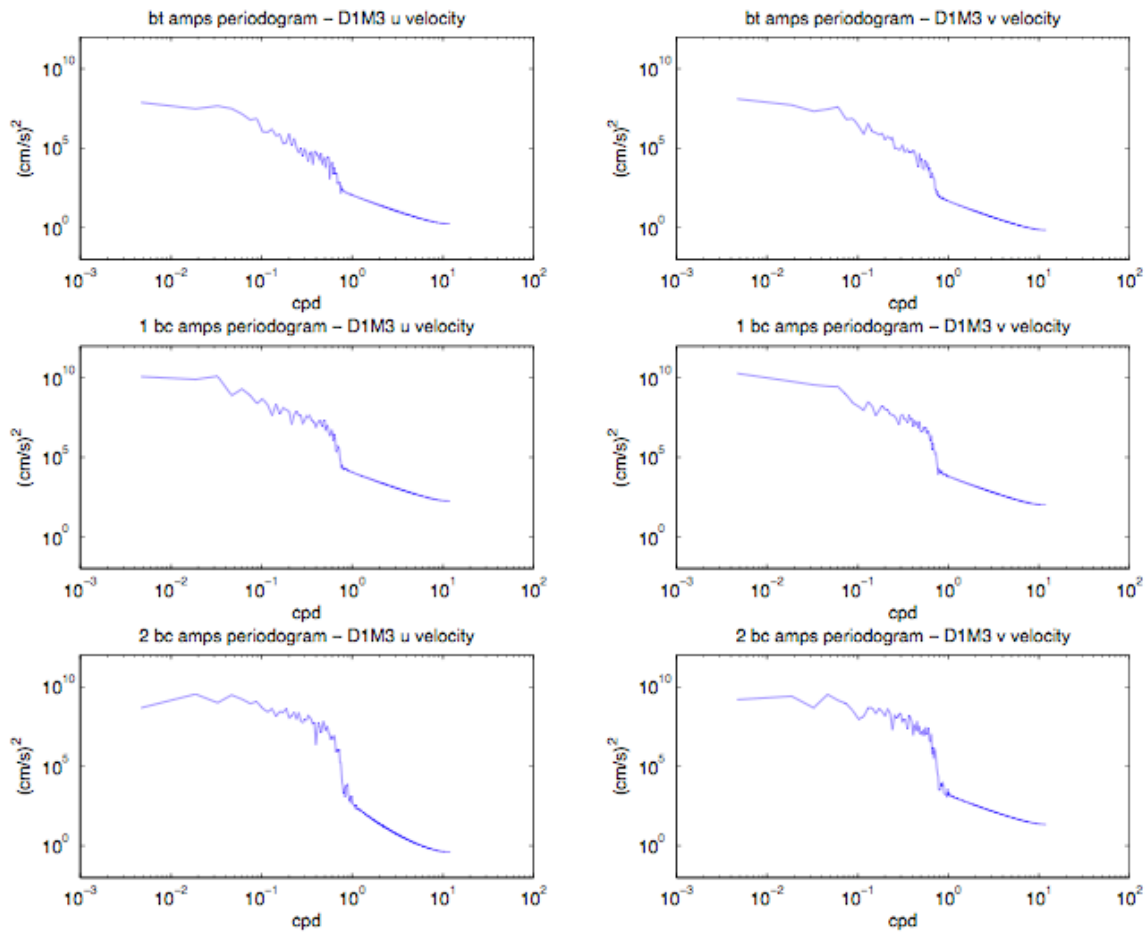 bt amps periodogram – D1M3 u velocity
10^10
10^5
10^0
(cm/s)^2
10^-3 10^-2 10^-1 10^0 10^1 10^2
cpd
bt amps periodogram – D1M3 v velocity
10^10
10^5
10^0
(cm/s)^2
10^-3 10^-2 10^-1 10^0 10^1 10^2
cpd
1 bc amps periodogram – D1M3 u velocity
10^10
10^5
10^0
(cm/s)^2
10^-3 10^-2 10^-1 10^0 10^1 10^2
cpd
1 bc amps periodogram – D1M3 v velocity
10^10
10^5
10^0
(cm/s)^2
10^-3 10^-2 10^-1 10^0 10^1 10^2
cpd
2 bc amps periodogram – D1M3 u velocity
10^10
10^5
10^0
(cm/s)^2
10^-3 10^-2 10^-1 10^0 10^1 10^2
cpd
2 bc amps periodogram – D1M3 v velocity
10^10
10^5
10^0
(cm/s)^2
10^-3 10^-2 10^-1 10^0 10^1 10^2
cpd